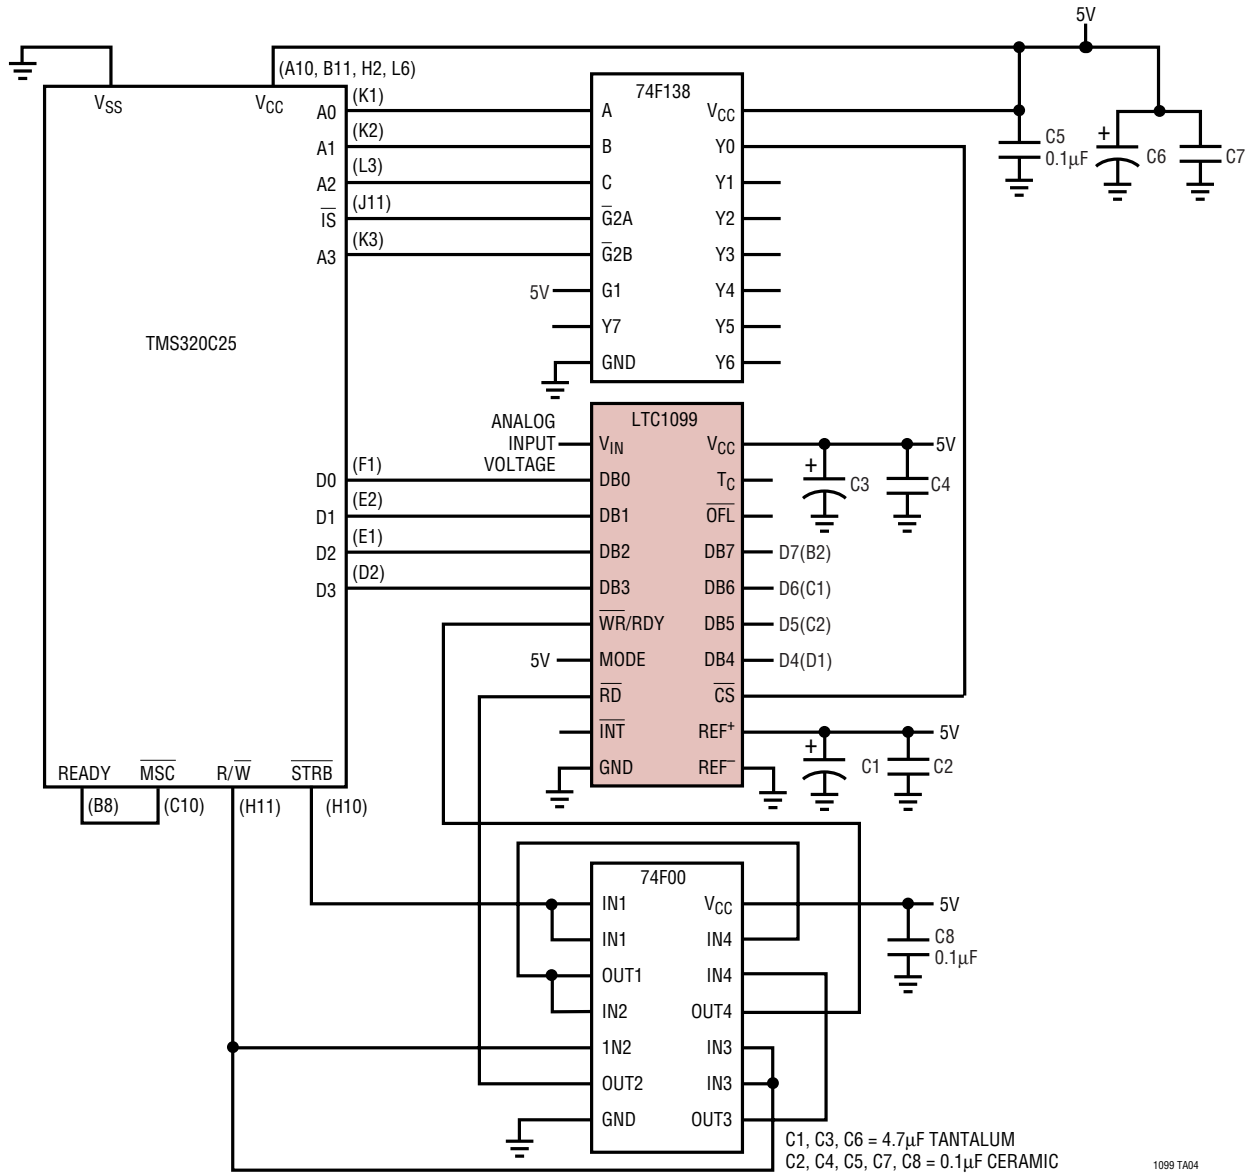 5V
(A10, B11, H2, L6)
VSS
VCC
TMS320C25
A0
(K1)
A1
(K2)
A2
(L3)
IS
(J11)
A3
(K3)
D0
(F1)
D1
(E2)
D2
(E1)
D3
(D2)
READY
MSC
R/W
STRB
(B8)
(C10)
(H11)
(H10)
74F138
A
VCC
B
Y0
C
Y1
G2A
Y2
G2B
Y3
5V
G1
Y4
Y7
Y5
GND
Y6
C5
0.1µF
+
C6
C7
LTC1099
ANALOG
INPUT
VOLTAGE
VIN
VCC
5V
DB0
TC
+
C3
C4
DB1
OFL
DB2
DB7
D7(B2)
DB3
DB6
D6(C1)
WR/RDY
DB5
D5(C2)
5V
MODE
DB4
D4(D1)
RD
CS
INT
REF+
5V
GND
REF–
+
C1
C2
74F00
IN1
VCC
5V
IN1
IN4
C8
0.1µF
OUT1
IN4
IN2
OUT4
1N2
IN3
OUT2
IN3
GND
OUT3
C1, C3, C6 = 4.7µF TANTALUM
C2, C4, C5, C7, C8 = 0.1µF CERAMIC
1099 TA04